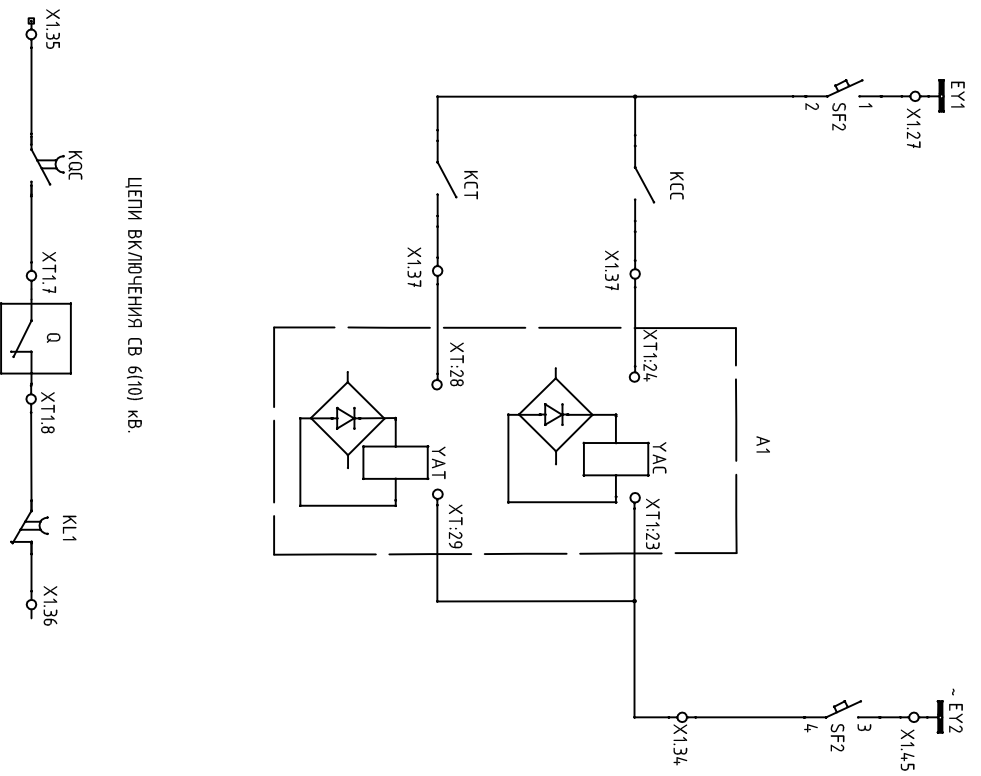 EY1
~ EY2
X1.27
X1.45
1
3
SF2
SF2
2
4
A1
X1.34
KCC
YAC
XT1:24
XT1:23
X1.37
KCT
YAT
XT:28
XT:29
X1.37
ЦЕПИ ВКЛЮЧЕНИЯ СВ 6(10) кВ.
KQC
KL1
X1.35
XT1.7
Q
XT1.8
X1.36